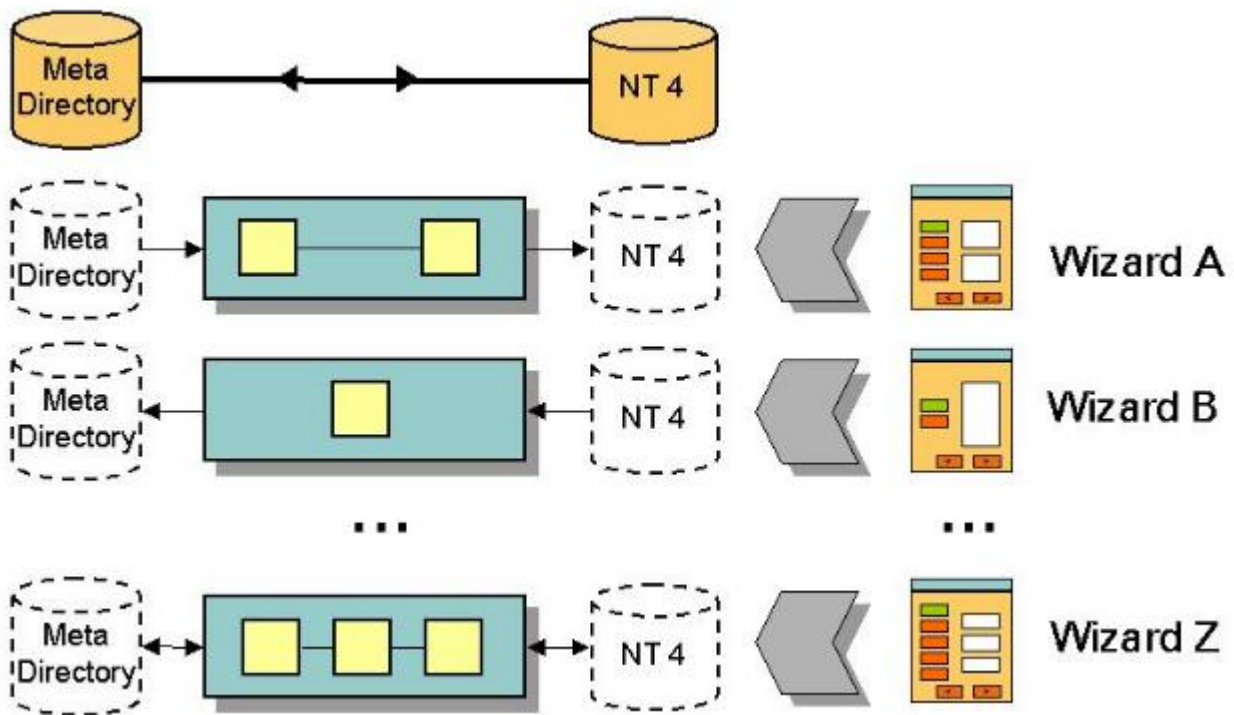 Meta
Directory
NT 4
Meta
Directory
NT 4
Wizard A
Meta
Directory
NT 4
Wizard B
...
...
Meta
Directory
NT 4
Wizard Z